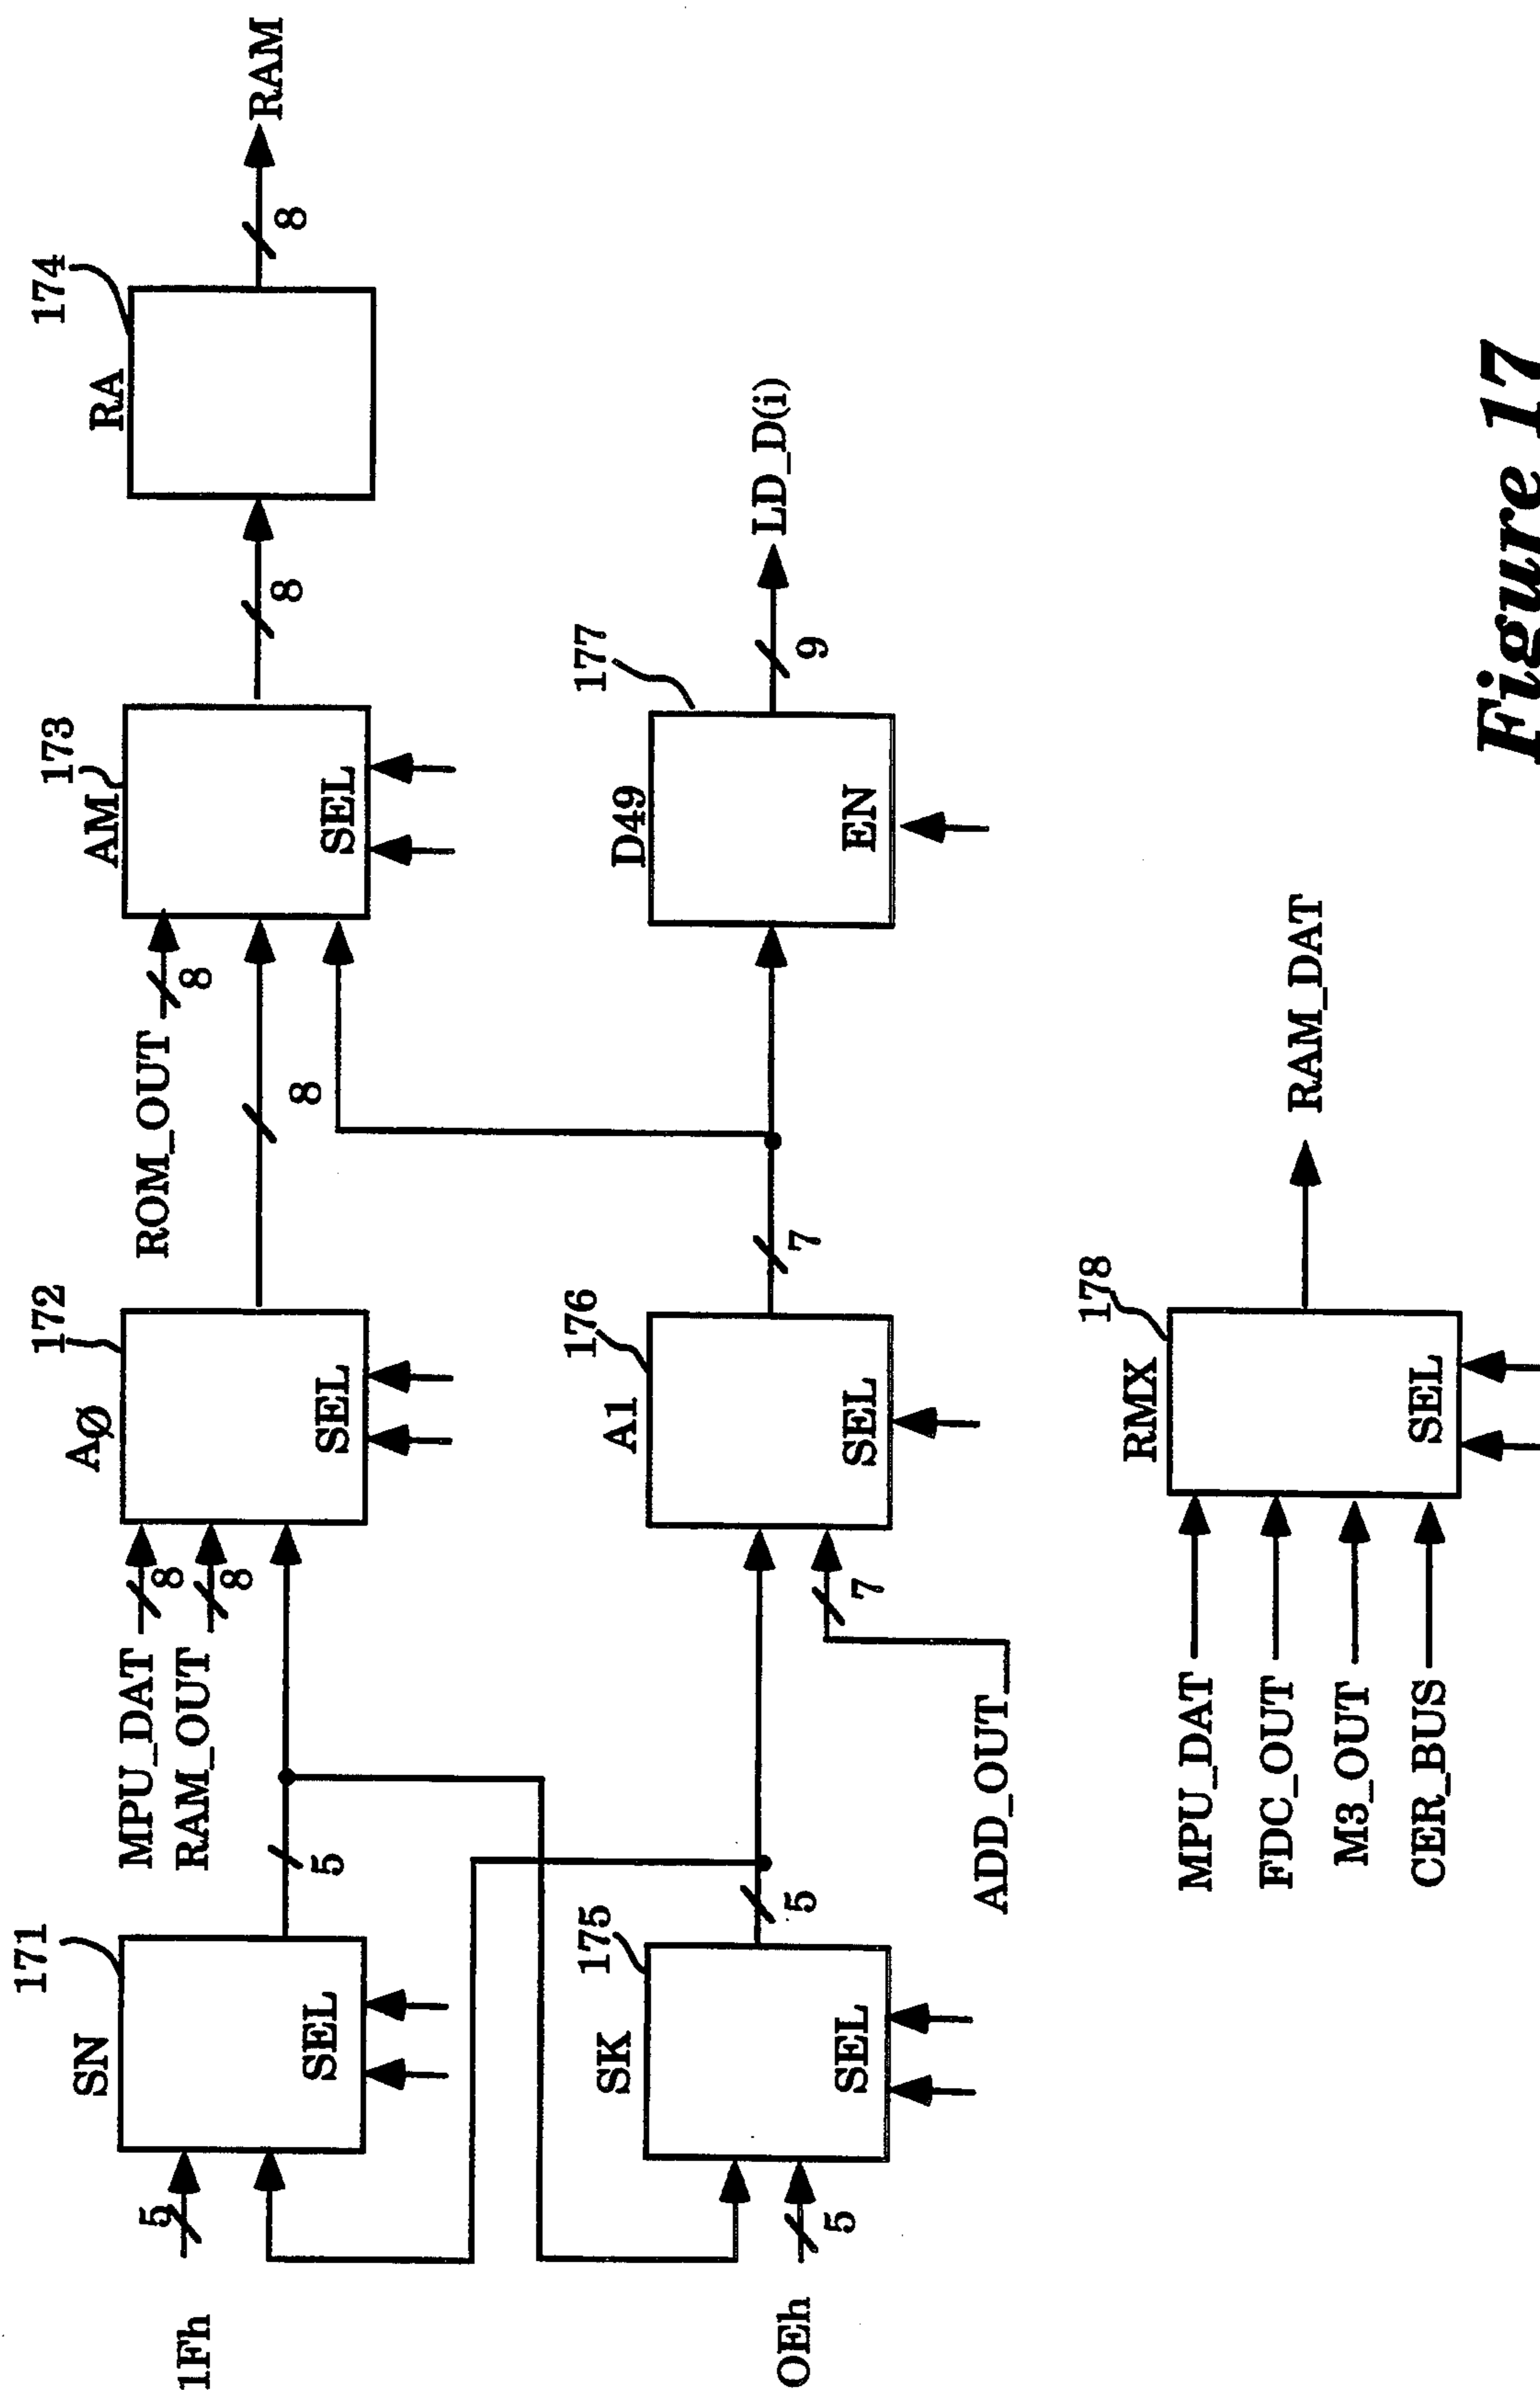 171
SN
1Fh
5
SEL
5
MPU_DAT
8
RAM_OUT
8
172
AØ
SEL
ROM_OUT
8
8
173
AM
SEL
8
174
RA
8
RAM
175
SK
OEh
5
SEL
5
ADD_OUT
7
176
A1
SEL
7
177
D49
EN
9
LD_D(i)
178
RMX
MPU_DAT
FDC_OUT
M3_OUT
CER_BUS
SEL
RAM_DAT
Figure 17